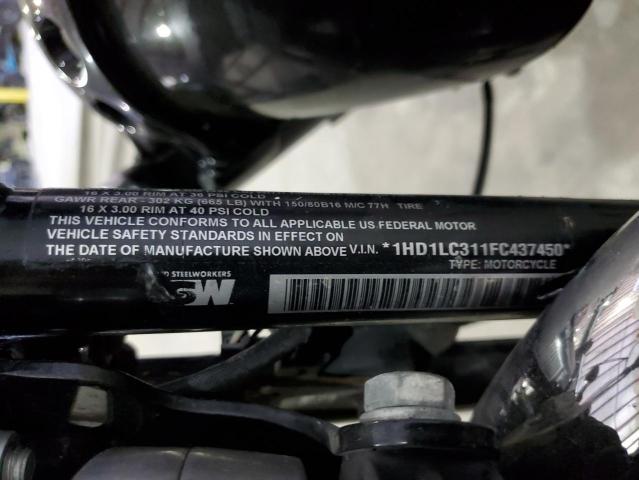 16 X 3.00 RIM AT 36 PSI COLD
GAWR REAR - 302 KG (665 LB) WITH 150/80B16 M/C 77H TIRE
16 X 3.00 RIM AT 40 PSI COLD
THIS VEHICLE CONFORMS TO ALL APPLICABLE US FEDERAL MOTOR
VEHICLE SAFETY STANDARDS IN EFFECT ON
THE DATE OF MANUFACTURE SHOWN ABOVE V.I.N. *1HD1LC311FC437450*
TYPE: MOTORCYCLE
STEELWORKERS